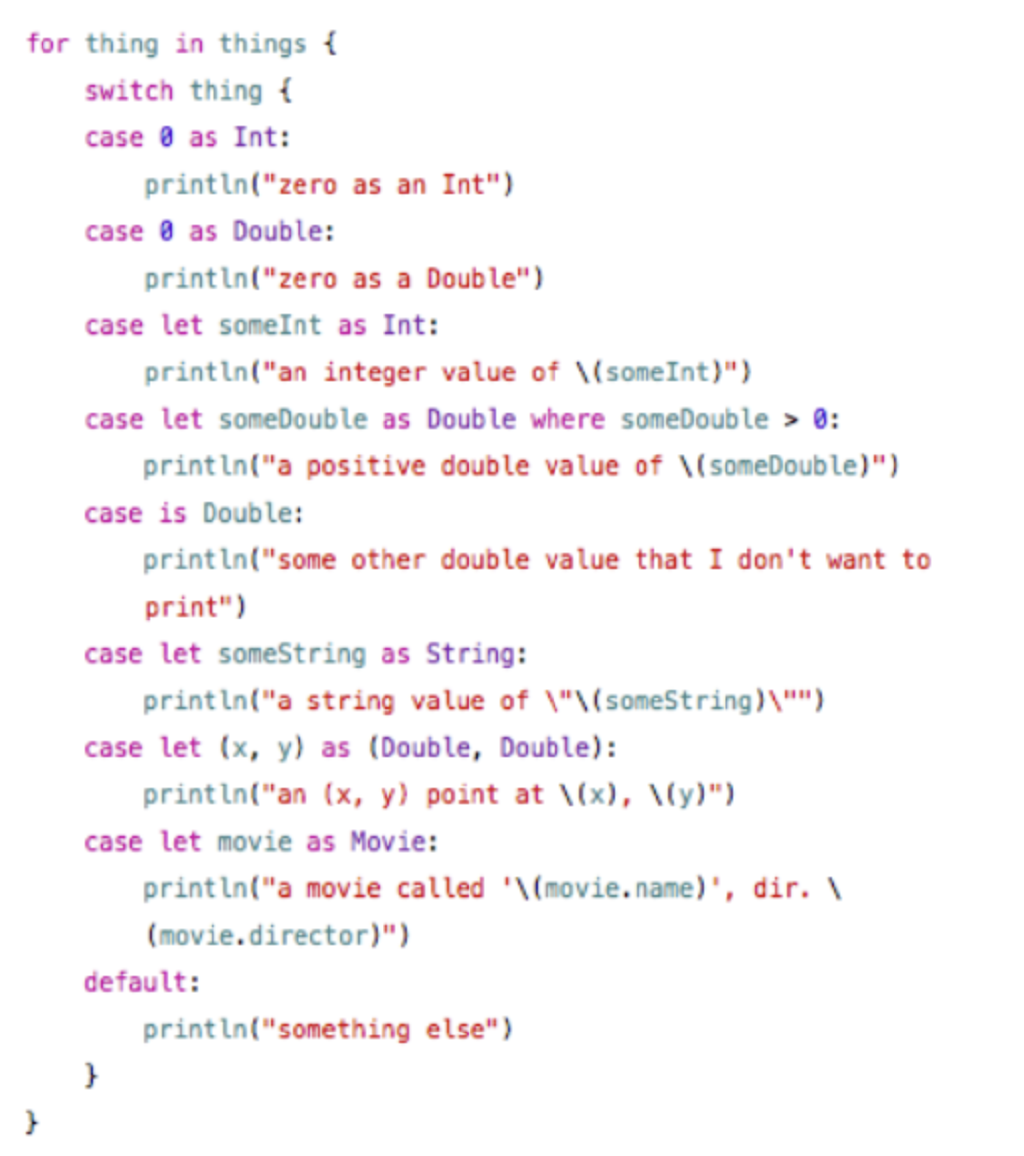 for thing in things {
    switch thing {
    case 0 as Int:
        println("zero as an Int")
    case 0 as Double:
        println("zero as a Double")
    case let someInt as Int:
        println("an integer value of \(someInt)")
    case let someDouble as Double where someDouble > 0:
        println("a positive double value of \(someDouble)")
    case is Double:
        println("some other double value that I don't want to
        print")
    case let someString as String:
        println("a string value of \"\(someString)\"")
    case let (x, y) as (Double, Double):
        println("an (x, y) point at \(x), \(y)")
    case let movie as Movie:
        println("a movie called '\(movie.name)', dir. \
        (movie.director)")
    default:
        println("something else")
    }
}